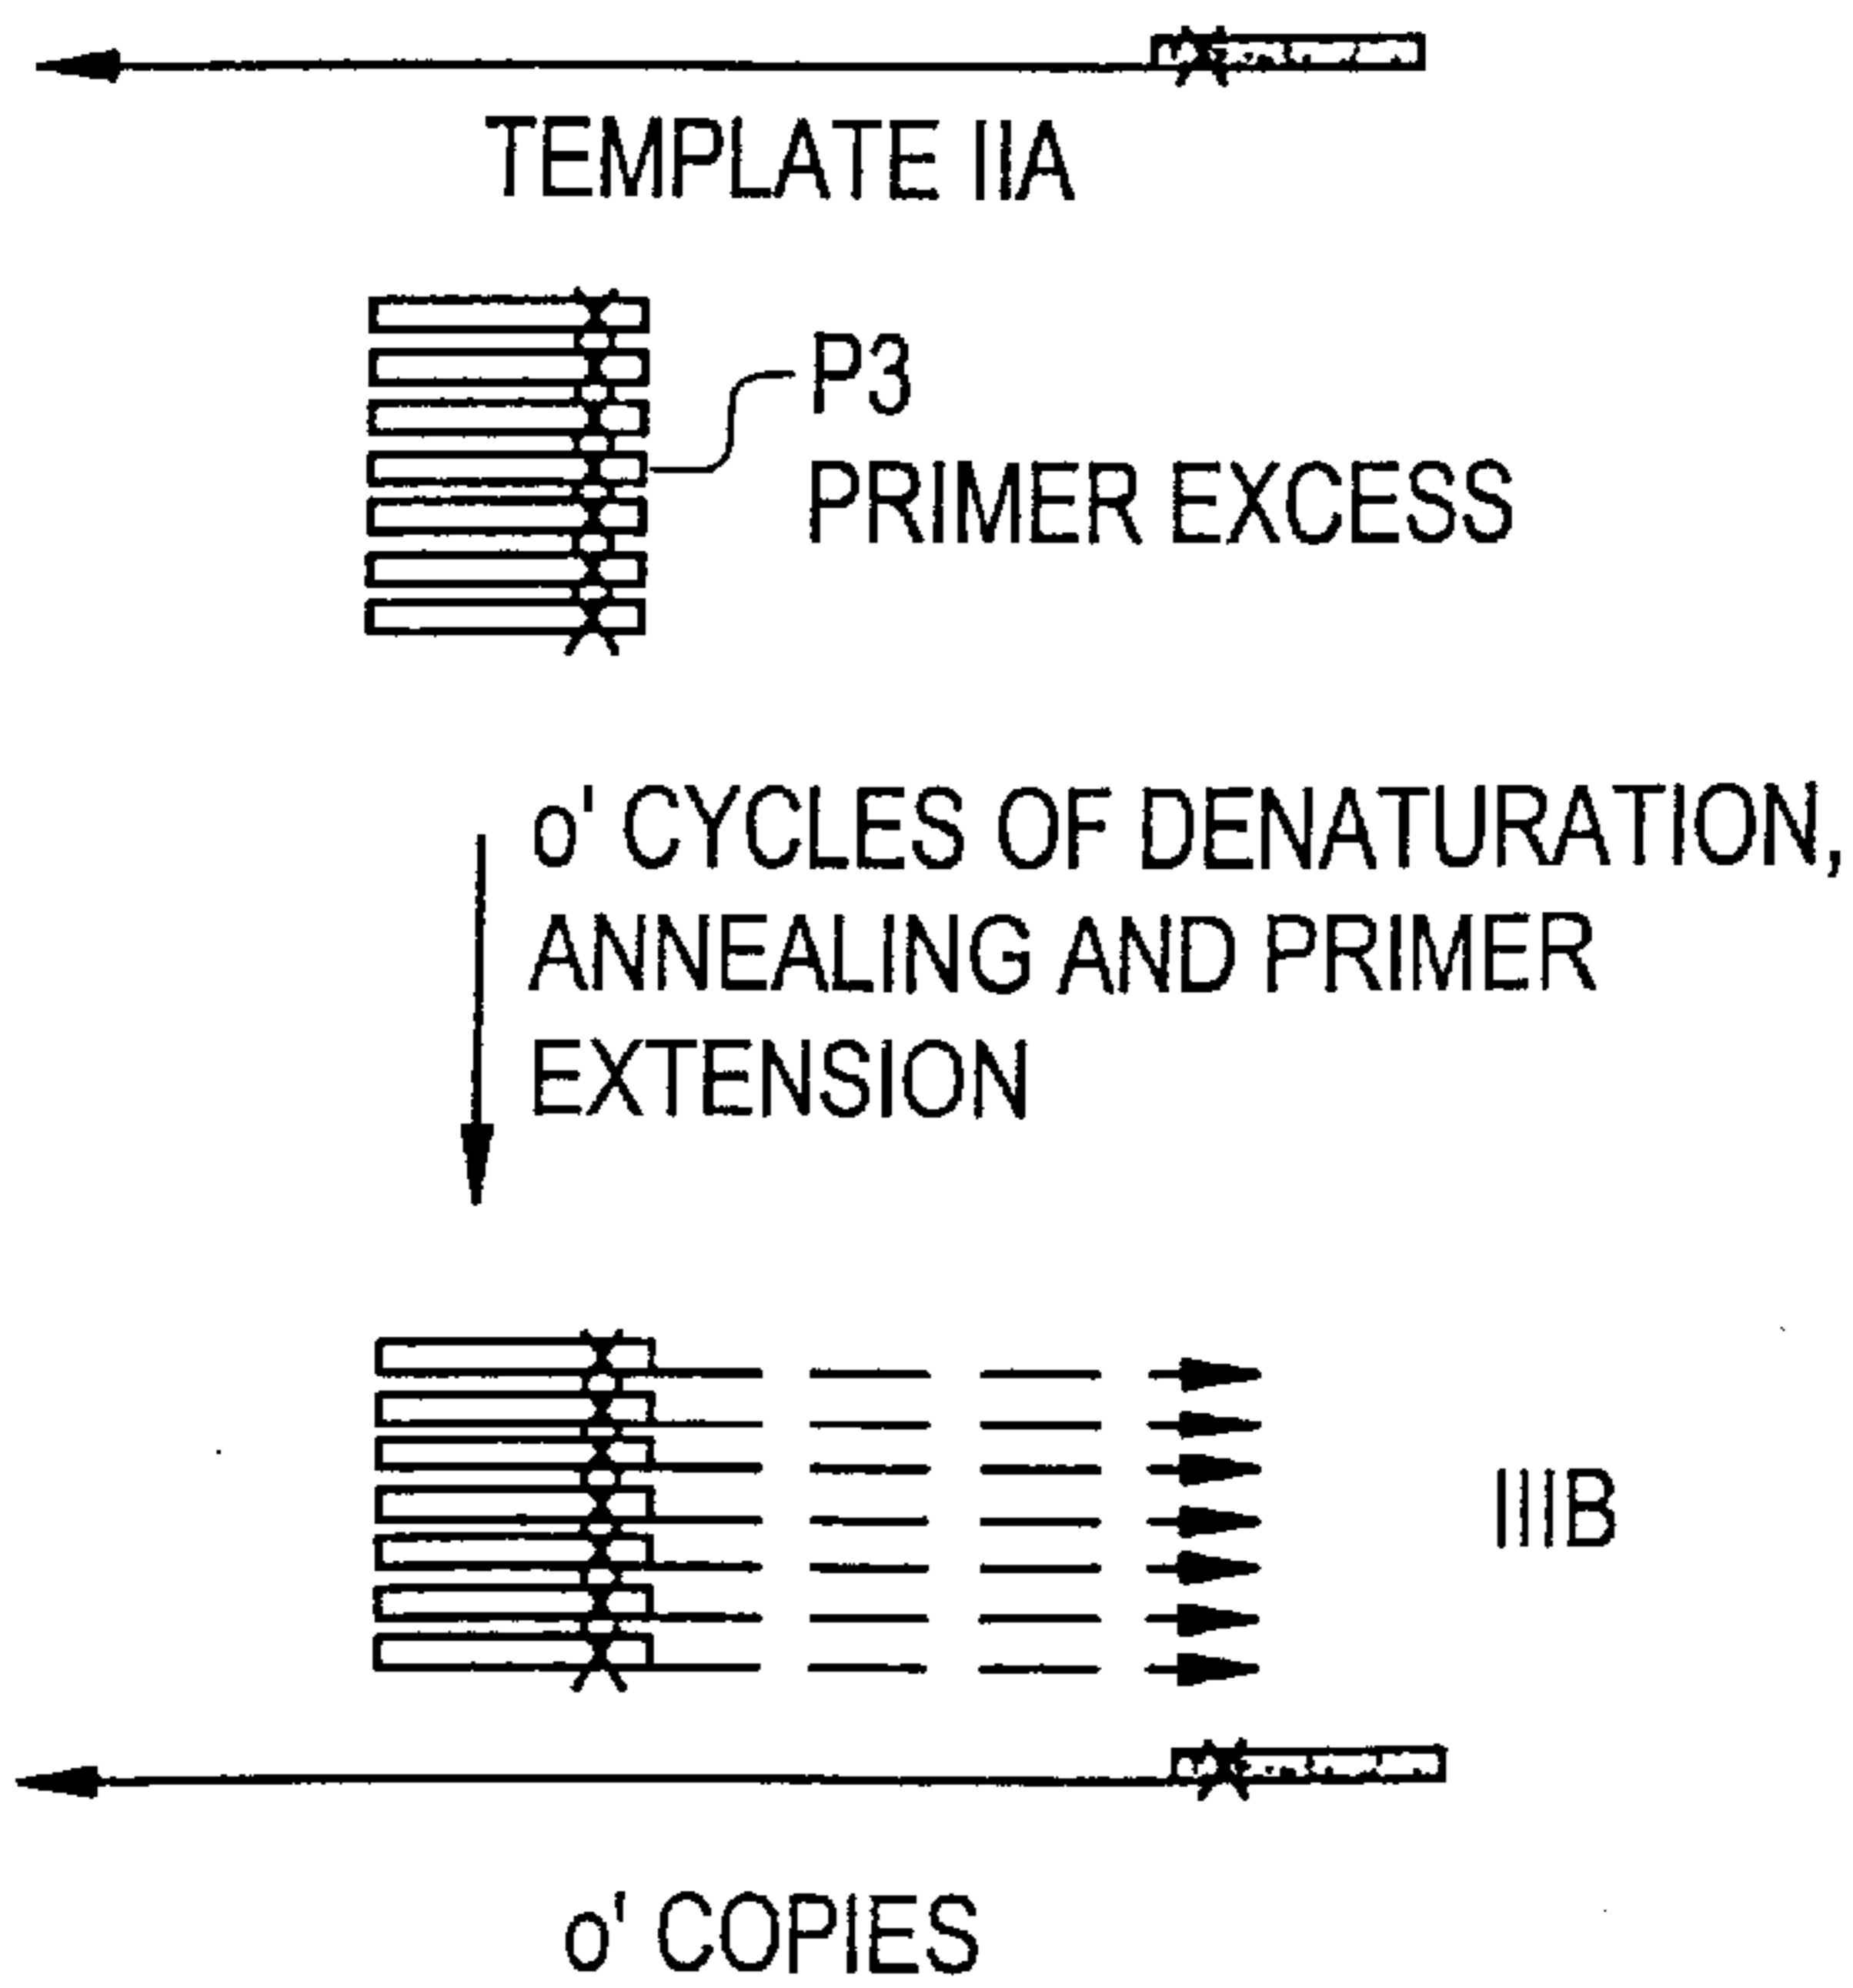 TEMPLATE IIA
P3
PRIMER EXCESS
o' CYCLES OF DENATURATION,
ANNEALING AND PRIMER
EXTENSION
IIIB
o' COPIES